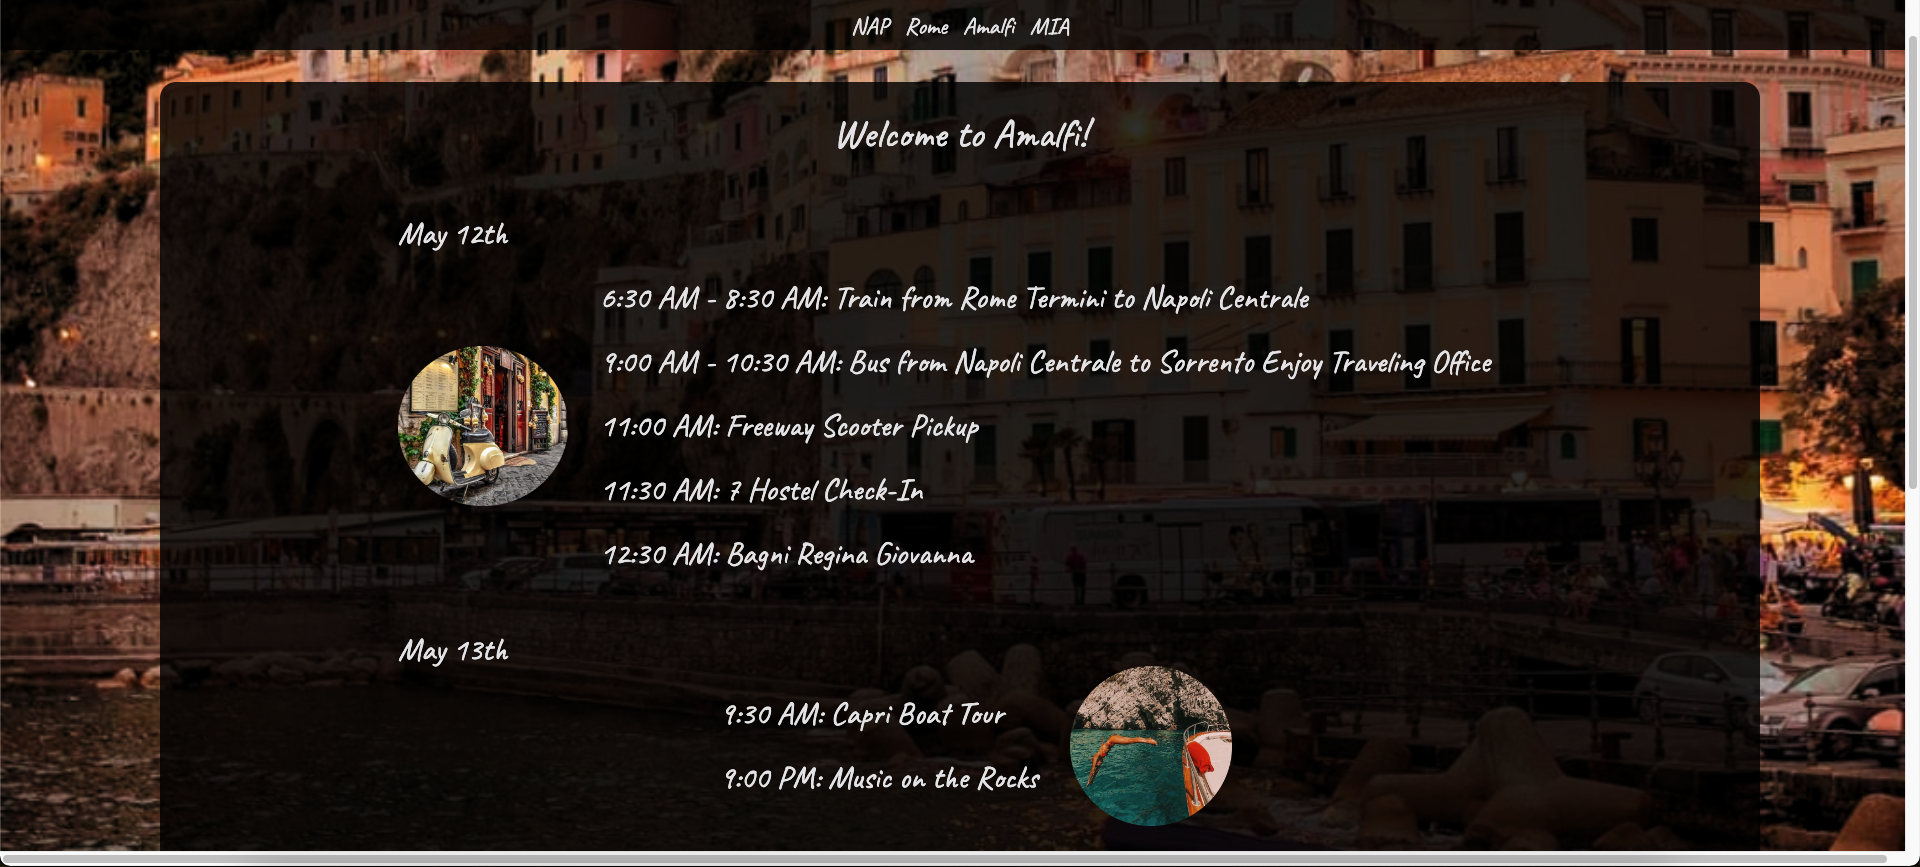 NAP Rome Amalfi MIA
Welcome to Amalfi!
May 12th
6:30 AM - 8:30 AM: Train from Rome Termini to Napoli Centrale
9:00 AM - 10:30 AM: Bus from Napoli Centrale to Sorrento Enjoy Traveling Office
11:00 AM: Freeway Scooter Pickup
11:30 AM: 7 Hostel Check-In
12:30 AM: Bagni Regina Giovanna
May 13th
9:30 AM: Capri Boat Tour
9:00 PM: Music on the Rocks